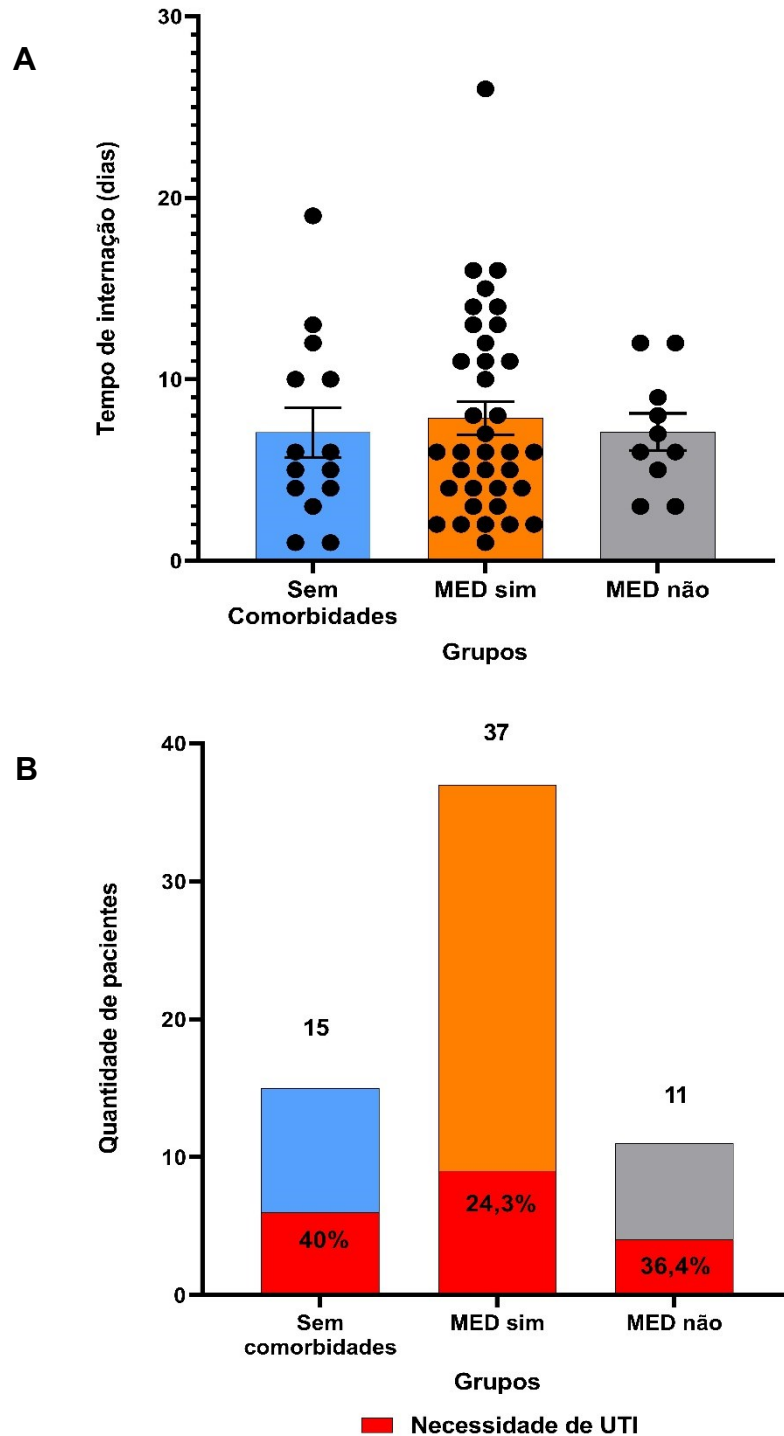 A
Tempo de internação (dias)
30
20
10
0
Sem
Comorbidades
MED sim
MED não
Grupos
B
Quantidade de pacientes
40
30
20
10
0
37
15
11
40%
24,3%
36,4%
Sem
comorbidades
MED sim
MED não
Grupos
Necessidade de UTI